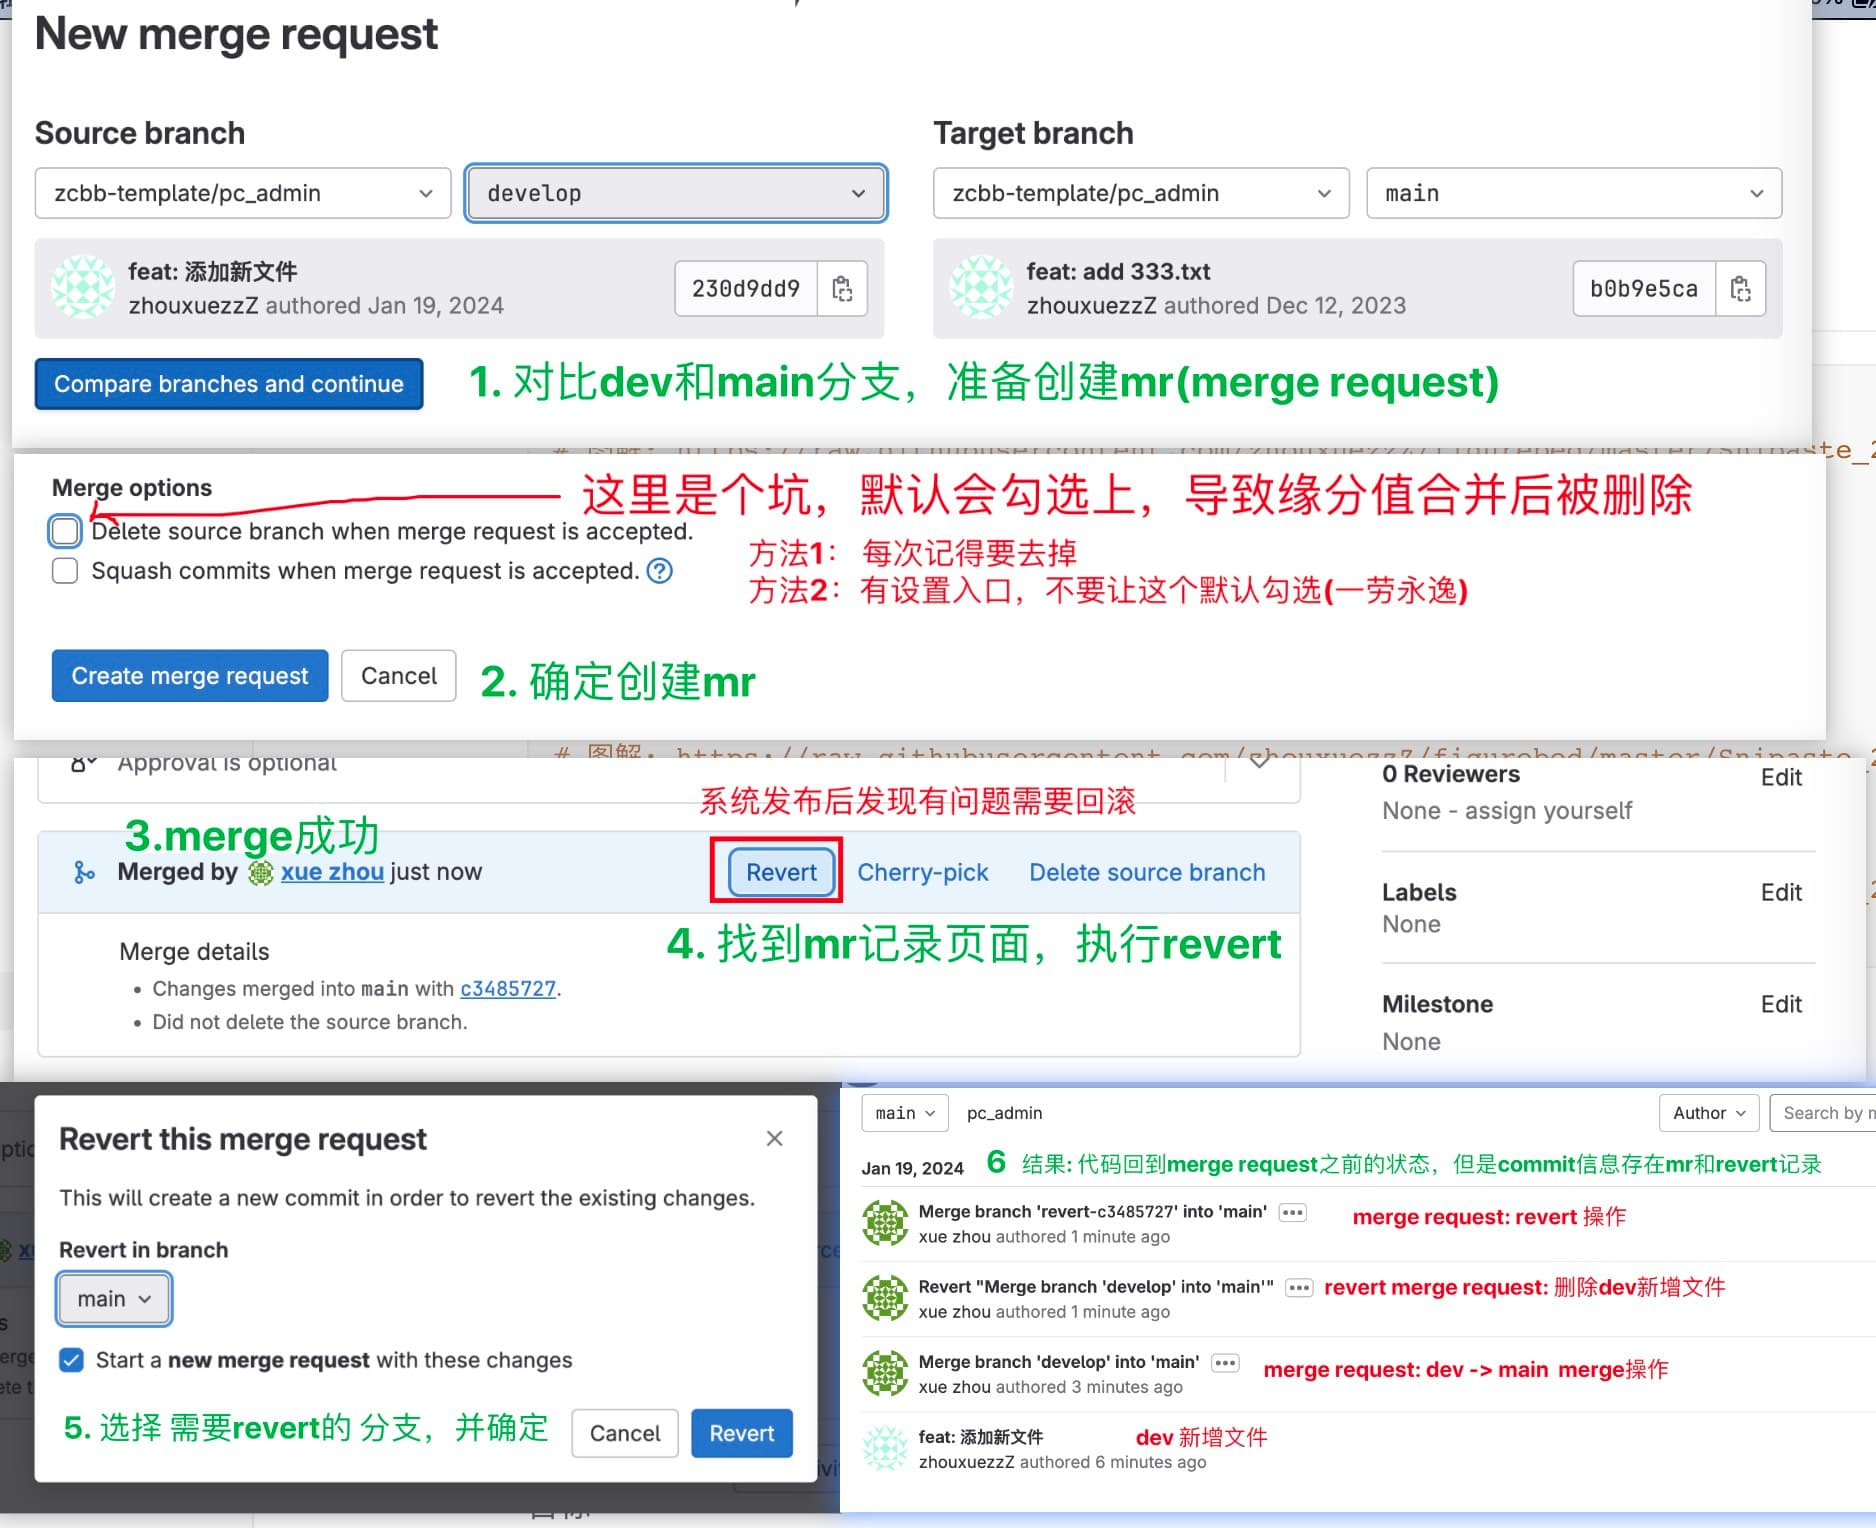 New merge request
Source branch
Target branch
zcbb-template/pc_admin
develop
zcbb-template/pc_admin
main
feat: 添加新文件
zhouxuezzZ authored Jan 19, 2024
230d9dd9
feat: add 333.txt
zhouxuezzZ authored Dec 12, 2023
b0b9e5ca
Compare branches and continue
1. 对比dev和main分支，准备创建mr(merge request)
Merge options
这里是个坑，默认会勾选上，导致缘分值合并后被删除
Delete source branch when merge request is accepted.
方法1： 每次记得要去掉
Squash commits when merge request is accepted.
方法2：有设置入口，不要让这个默认勾选(一劳永逸)
Create merge request
Cancel
2. 确定创建mr
# 图解: https://raw.githubusercontent.com/zhouxuezzZ/figurebed/master/Snipaste_2
Approval is optional
0 Reviewers
Edit
None - assign yourself
系统发布后发现有问题需要回滚
3.merge成功
Merged by xue zhou just now
Revert
Cherry-pick
Delete source branch
Labels
Edit
None
4. 找到mr记录页面，执行revert
Merge details
Changes merged into main with c3485727.
Did not delete the source branch.
Milestone
Edit
None
Revert this merge request
This will create a new commit in order to revert the existing changes.
Revert in branch
main
Start a new merge request with these changes
5. 选择 需要revert的 分支，并确定
Cancel
Revert
main
pc_admin
Author
Search by
Jan 19, 2024
6 结果: 代码回到merge request之前的状态，但是commit信息存在mr和revert记录
Merge branch 'revert-c3485727' into 'main'
merge request: revert 操作
xue zhou authored 1 minute ago
Revert "Merge branch 'develop' into 'main'"
revert merge request: 删除dev新增文件
xue zhou authored 1 minute ago
Merge branch 'develop' into 'main'
merge request: dev -> main merge操作
xue zhou authored 3 minutes ago
feat: 添加新文件
dev 新增文件
zhouxuezzZ authored 6 minutes ago